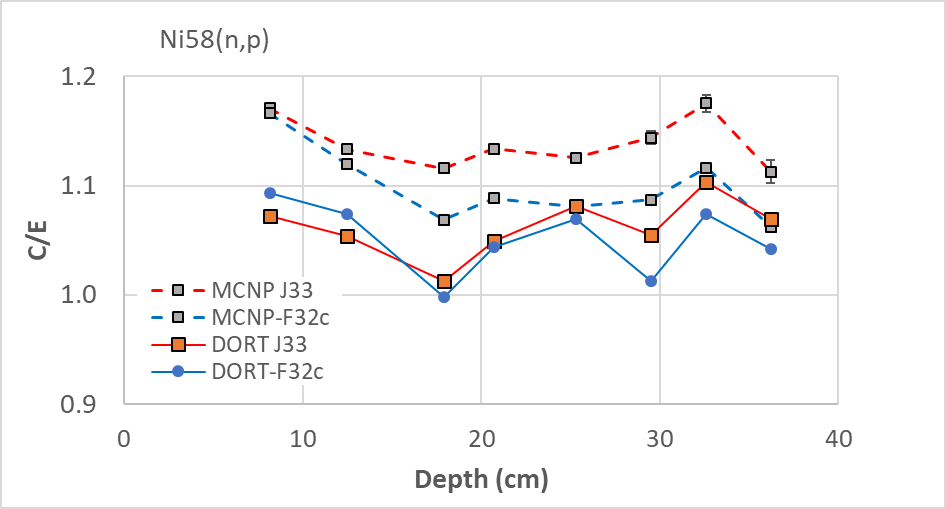 Ni58(n,p)
1.2
1.1
1.0
0.9
C/E
MCNP J33
MCNP-F32c
DORT J33
DORT-F32c
0
10
20
30
40
Depth (cm)